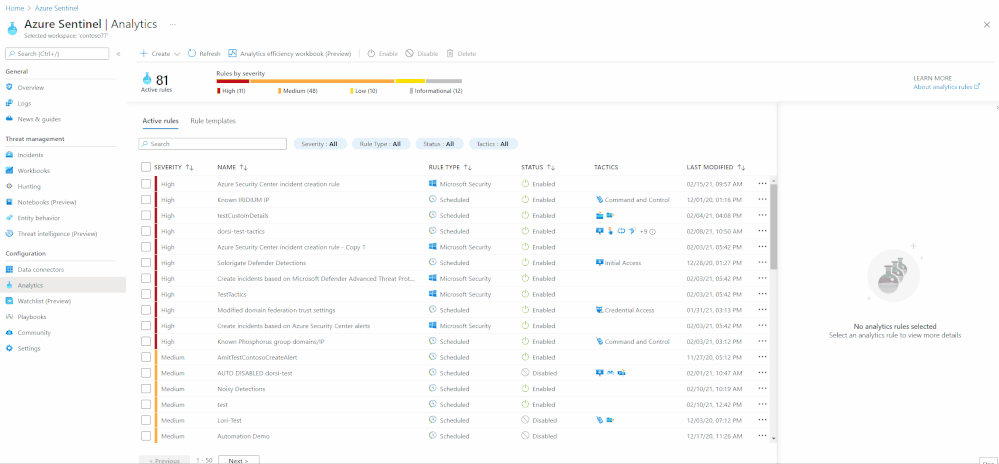 Home > Azure Sentinel
Azure Sentinel | Analytics ...
Selected workspace: 'contoso77'
Search (Ctrl+/)
General
Overview
Logs
News & guides
Threat management
Incidents
Workbooks
Hunting
Notebooks (Preview)
Entity behavior
Threat intelligence (Preview)
Configuration
Data connectors
Analytics
Watchlist (Preview)
Playbooks
Community
Settings
Create Refresh Analytics efficiency workbook (Preview) Enable Disable Delete
81
Active rules
Rules by severity
High (11) Medium (48) Low (10) Informational (12)
LEARN MORE
About analytics rules
Active rules Rule templates
Search Severity : All Rule Type : All Status : All Tactics : All
SEVERITY NAME RULE TYPE STATUS TACTICS LAST MODIFIED
High Azure Security Center incident creation rule Microsoft Security Enabled 02/15/21, 09:57 AM ...
High Known IRIDIUM IP Scheduled Enabled Command and Control 12/01/20, 01:16 PM ...
High testCustomDetails Scheduled Enabled 02/04/21, 04:08 PM ...
High dorsi-test-tactics Scheduled Enabled +9 02/08/21, 10:50 AM ...
High Azure Security Center incident creation rule - Copy 1 Microsoft Security Enabled 02/03/21, 05:42 PM ...
High Solorigate Defender Detections Scheduled Enabled Initial Access 12/28/20, 01:27 PM ...
High Create incidents based on Microsoft Defender Advanced Threat Prot... Microsoft Security Enabled 02/03/21, 05:42 PM ...
High TestTactics Microsoft Security Enabled 02/03/21, 05:42 PM ...
High Modified domain federation trust settings Scheduled Enabled Credential Access 01/31/21, 03:13 PM ...
High Create incidents based on Azure Security Center alerts Microsoft Security Enabled 02/03/21, 05:42 PM ...
High Known Phosphorus group domains/IP Scheduled Enabled Command and Control 02/03/21, 03:12 PM ...
Medium AmitTestContosoCreateAlert Scheduled Enabled 11/27/20, 05:12 PM ...
Medium AUTO DISABLED dorsi-test Scheduled Disabled 02/01/21, 10:47 AM ...
Medium Noisy Detections Scheduled Enabled 02/10/21, 10:19 AM ...
Medium test Scheduled Enabled 02/10/21, 12:42 PM ...
Medium Lori-Test Scheduled Disabled 02/03/20, 07:12 PM ...
Medium Automation Demo Scheduled Disabled 12/17/20, 11:26 AM ...
< Previous 1 - 50 Next >
No analytics rules selected
Select an analytics rule to view more details